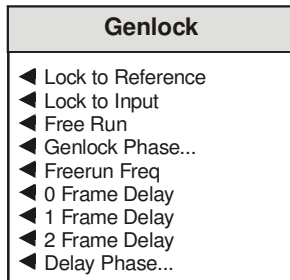 Genlock
Lock to Reference
Lock to Input
Free Run
Genlock Phase...
Freerun Freq
0 Frame Delay
1 Frame Delay
2 Frame Delay
Delay Phase...